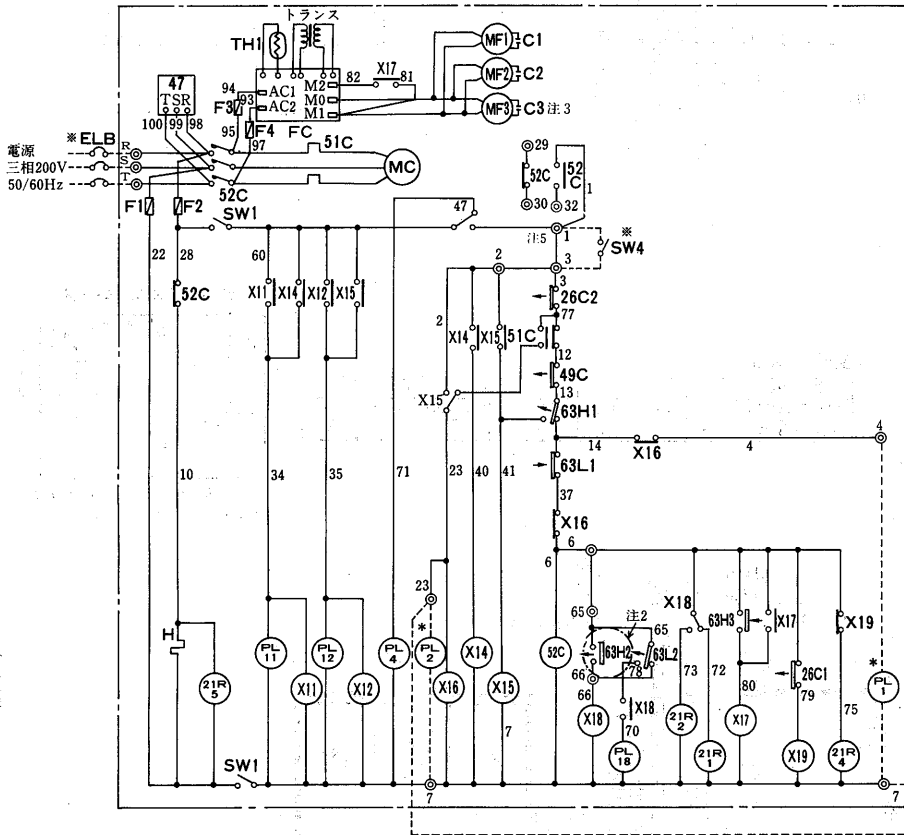 トランス
TH1
47
T S R
100 99 98
94
93
F3
95
F4
97
AC1
AC2
M2
M0
M1
FC
82
X17
81
MF1
C1
MF2
C2
MF3
C3 注3
※ELB
電源
三相200V
50/60Hz
R
S
T
51C
MC
52C
F1
F2
SW1
47
29
52C
30
52C
32
1
注5
1
※
SW4
22
28
60
2
3
52C
X11
X14
X12
X15
2
X14
X15
3
26C2
77
51C
12
49C
13
63H1
X15
14
X16
4
4
10
34
35
71
23
40
41
63L1
37
X16
6
6
23
65
注2
65
X18
63H3
X17
X19
H
21R5
PL11
X11
PL12
X12
PL4
*
PL2
X16
X14
X15
52C
63H2
63L2
66
78
66
X18
X18
70
PL18
73
72
21R2
21R1
80
X17
26C1
79
X19
75
21R4
*
PL1
7
SW1
7
7